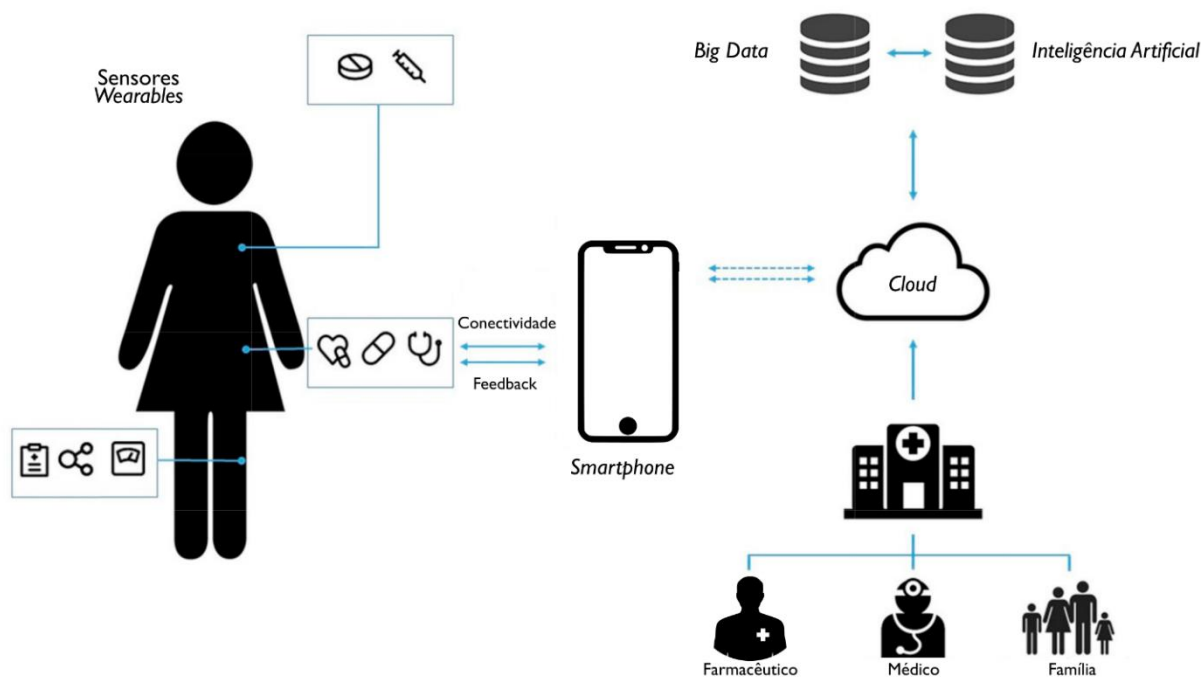 Sensores
Wearables
Big Data
Inteligência Artificial
Conectividade
Feedback
Smartphone
Cloud
Farmacêutico
Médico
Família